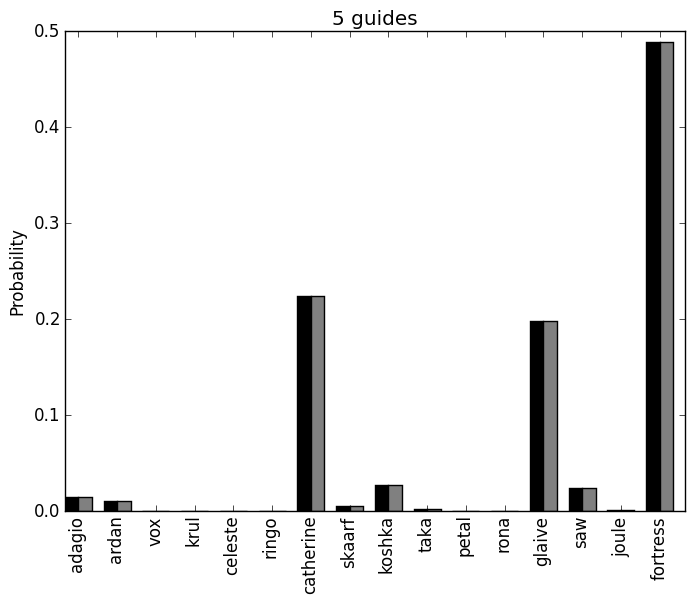 5 guides
0.5
0.4
0.3
0.2
0.1
0.0
Probability
adagio
ardan
vox
krul
celeste
ringo
catherine
skaarf
koshka
taka
petal
rona
glaive
saw
joule
fortress